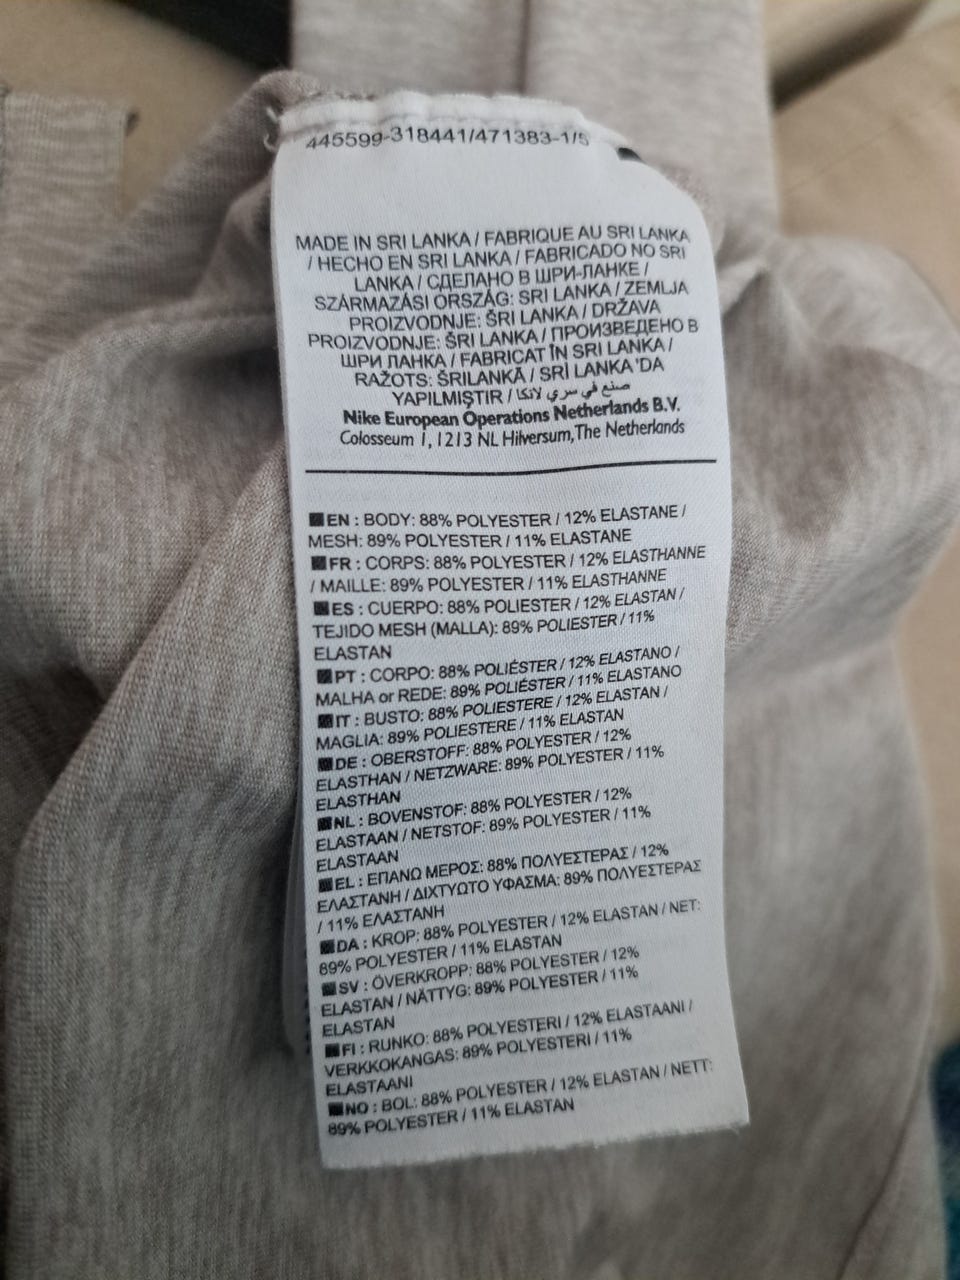 445599-318441/471383-1/5
MADE IN SRI LANKA / FABRIQUE AU SRI LANKA
/ HECHO EN SRI LANKA / FABRICADO NO SRI
LANKA / СДЕЛАНО В ШРИ-ЛАНКЕ /
SZÁRMAZÁSI ORSZÁG: SRI LANKA / ZEMLJA
PROIZVODNJE: ŠRI LANKA / DRŽAVA
PROIZVODNJE: ŠRI LANKA / ПРОИЗВЕДЕНО В
ШРИ ЛАНКА / FABRICAT ÎN SRI LANKA /
RAŽOTS: ŠRILANKĀ / SRİ LANKA 'DA
YAPILMIŞTIR / صنع في سري لانكا
Nike European Operations Netherlands B.V.
Colosseum 1, 1213 NL Hilversum, The Netherlands
EN : BODY: 88% POLYESTER / 12% ELASTANE /
MESH: 89% POLYESTER / 11% ELASTANE
FR : CORPS: 88% POLYESTER / 12% ELASTHANNE
/ MAILLE: 89% POLYESTER / 11% ELASTHANNE
ES : CUERPO: 88% POLIESTER / 12% ELASTAN /
TEJIDO MESH (MALLA): 89% POLIESTER / 11%
ELASTAN
PT : CORPO: 88% POLIÉSTER / 12% ELASTANO /
MALHA or REDE: 89% POLIÉSTER / 11% ELASTANO
IT : BUSTO: 88% POLIESTERE / 12% ELASTAN /
MAGLIA: 89% POLIESTERE / 11% ELASTAN
DE : OBERSTOFF: 88% POLYESTER / 12%
ELASTHAN / NETZWARE: 89% POLYESTER / 11%
ELASTHAN
NL : BOVENSTOF: 88% POLYESTER / 12%
ELASTAAN / NETSTOF: 89% POLYESTER / 11%
ELASTAAN
EL : ΕΠΑΝΩ ΜΕΡΟΣ: 88% ΠΟΛΥΕΣΤΕΡΑΣ / 12%
ΕΛΑΣΤΑΝΗ / ΔΙΧΤΥΩΤΟ ΥΦΑΣΜΑ: 89% ΠΟΛΥΕΣΤΕΡΑΣ
/ 11% ΕΛΑΣΤΑΝΗ
DA : KROP: 88% POLYESTER / 12% ELASTAN / NET:
89% POLYESTER / 11% ELASTAN
SV : ÖVERKROPP: 88% POLYESTER / 12%
ELASTAN / NÄTTYG: 89% POLYESTER / 11%
ELASTAN
FI : RUNKO: 88% POLYESTERI / 12% ELASTAANI /
VERKKOKANGAS: 89% POLYESTERI / 11%
ELASTAANI
NO : BOL: 88% POLYESTER / 12% ELASTAN / NETT:
89% POLYESTER / 11% ELASTAN